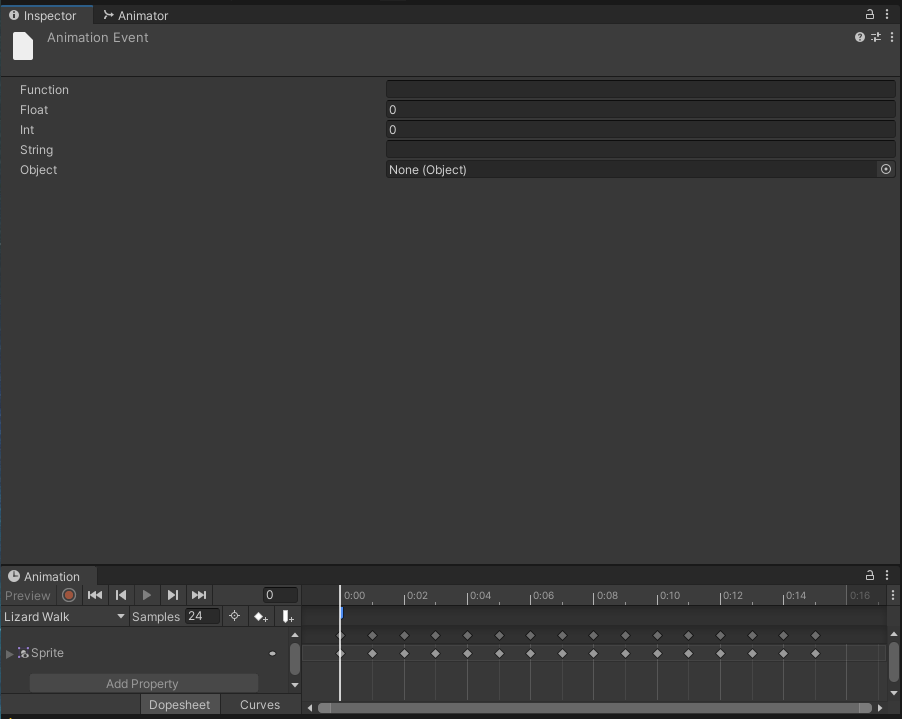 Inspector Animator
Animation Event
Function
Float 0
Int 0
String
Object None (Object)
Animation
Preview 0 0:00 0:02 0:04 0:06 0:08 0:10 0:12 0:14 0:16
Lizard Walk Samples 24
Sprite
Add Property
Dopesheet Curves